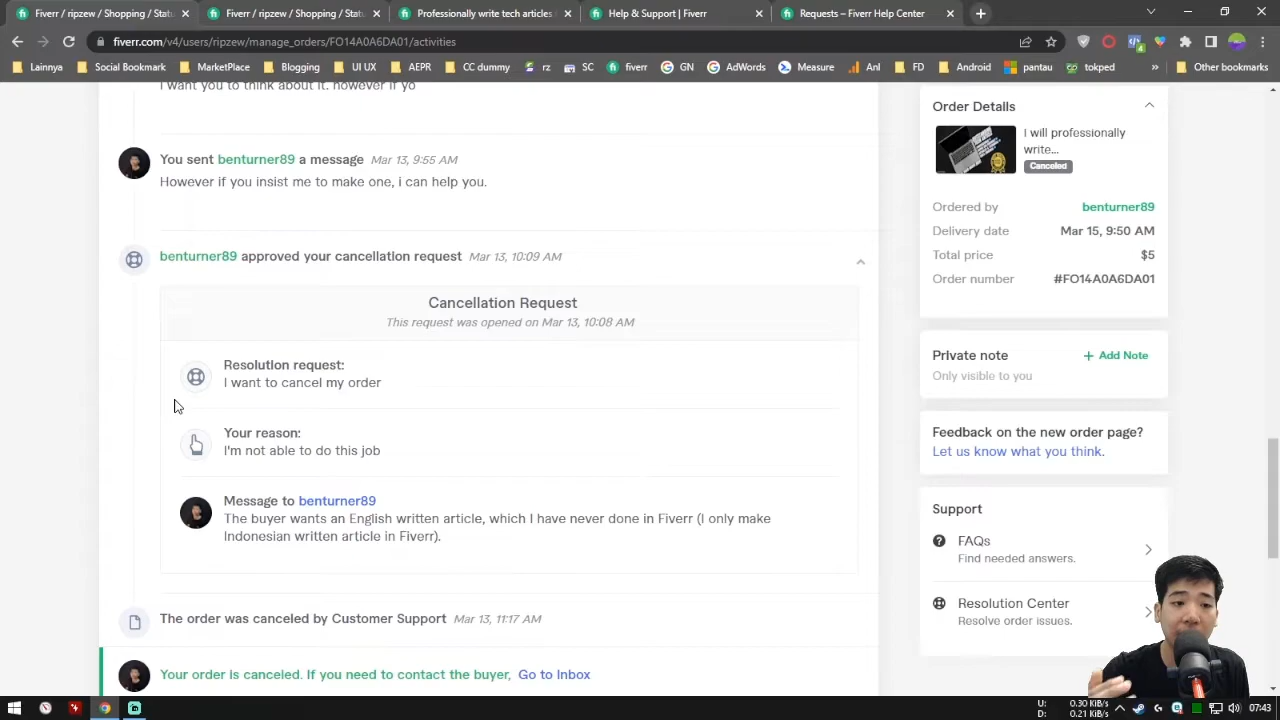 Fiverr / Shopping / Stat
Fiverr / ripzew / Shopping / Stat
Professionally write tech articles
Help & Support | Fiverr
Requests – Fiverr Help Center
fiverr.com/v4/users/ripzew/manage_orders/FO14A0A6DA01/activities
Lainnya
Social Bookmark
MarketPlace
Blogging
UI UX
AEPR
CC dummy
rz
SC
fiverr
GN
AdWords
Measure
Anl
FD
Android
pantau
tokped
»
Other bookmarks
I want you to think about it. however if yo
You sent benturner89 a message Mar 13, 9:55 AM
However if you insist me to make one, i can help you.
benturner89 approved your cancellation request Mar 13, 10:09 AM
Cancellation Request
This request was opened on Mar 13, 10:08 AM
Resolution request:
I want to cancel my order
Your reason:
I'm not able to do this job
Message to benturner89
The buyer wants an English written article, which I have never done in Fiverr (I only make
Indonesian written article in Fiverr).
The order was canceled by Customer Support Mar 13, 11:17 AM
Your order is canceled. If you need to contact the buyer, Go to Inbox
Order Details
I will professionally
write...
Canceled
Ordered by benturner89
Delivery date Mar 15, 9:50 AM
Total price $5
Order number #FO14A0A6DA01
Private note + Add Note
Only visible to you
Feedback on the new order page?
Let us know what you think.
Support
FAQs
Find needed answers.
Resolution Center
Resolve order issues.
U: 0.30 KiB/s
D: 0.21 KiB/s
07:43